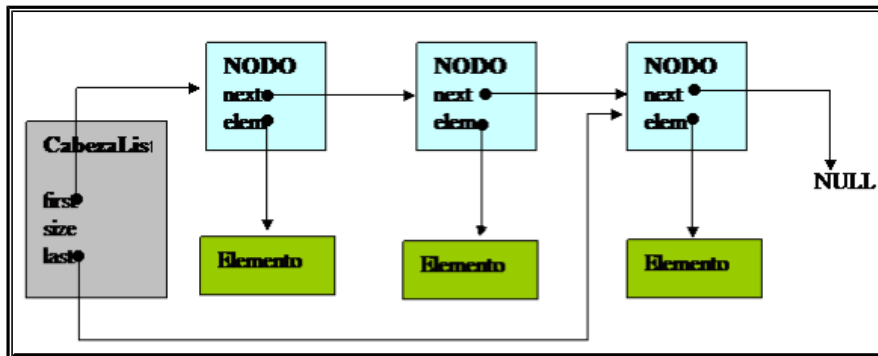 NODO
next
elem
NODO
next
elem
NODO
next
elem
NULL
CabezaList
first
size
last
Elemento
Elemento
Elemento